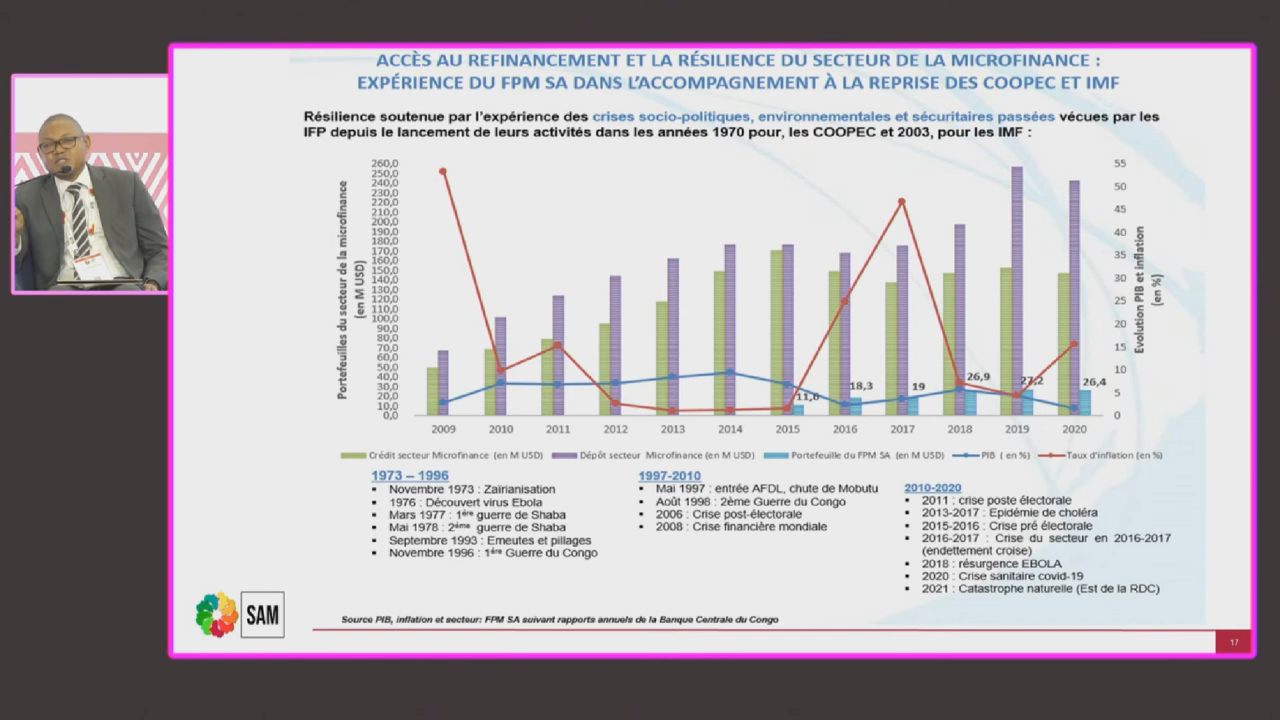 ACCÈS AU REFINANCEMENT ET LA RÉSILIENCE DU SECTEUR DE LA MICROFINANCE :
EXPÉRIENCE DU FPM SA DANS L'ACCOMPAGNEMENT À LA REPRISE DES COOPEC ET IMF
Résilience soutenue par l'expérience des crises socio-politiques, environnementales et sécuritaires passées vécues par les
IFP depuis le lancement de leurs activités dans les années 1970 pour, les COOPEC et 2003, pour les IMF :
Portefeuilles du secteur de la microfinance
(en M USD)
260,0
250,0
240,0
230,0
220,0
210,0
200,0
190,0
180,0
170,0
160,0
150,0
140,0
130,0
120,0
110,0
100,0
90,0
80,0
70,0
60,0
50,0
40,0
30,0
20,0
10,0
0,0
11,6
18,3
19
26,9
27,2
26,4
55
50
45
40
35
30
25
20
15
10
5
0
Evolution PIB et inflation
(en %)
2009 2010 2011 2012 2013 2014 2015 2016 2017 2018 2019 2020
Crédit secteur Microfinance (en M USD) Dépôt secteur Microfinance (en M USD) Portefeuille du FPM SA (en M USD) PIB ( en %) Taux d'inflation (en %)
1973 – 1996
▪ Novembre 1973 : Zaïrianisation
▪ 1976 : Découvert virus Ebola
▪ Mars 1977 : 1ère guerre de Shaba
▪ Mai 1978 : 2ème guerre de Shaba
▪ Septembre 1993 : Emeutes et pillages
▪ Novembre 1996 : 1ère Guerre du Congo
1997-2010
▪ Mai 1997 : entrée AFDL, chute de Mobutu
▪ Août 1998 : 2ème Guerre du Congo
▪ 2006 : Crise post-électorale
▪ 2008 : Crise financière mondiale
2010-2020
▪ 2011 : crise poste électorale
▪ 2013-2017 : Epidémie de choléra
▪ 2015-2016 : Crise pré électorale
▪ 2016-2017 : Crise du secteur en 2016-2017
(endettement croise)
▪ 2018 : résurgence EBOLA
▪ 2020 : Crise sanitaire covid-19
▪ 2021 : Catastrophe naturelle (Est de la RDC)
SAM
Source PIB, inflation et secteur: FPM SA suivant rapports annuels de la Banque Centrale du Congo
17